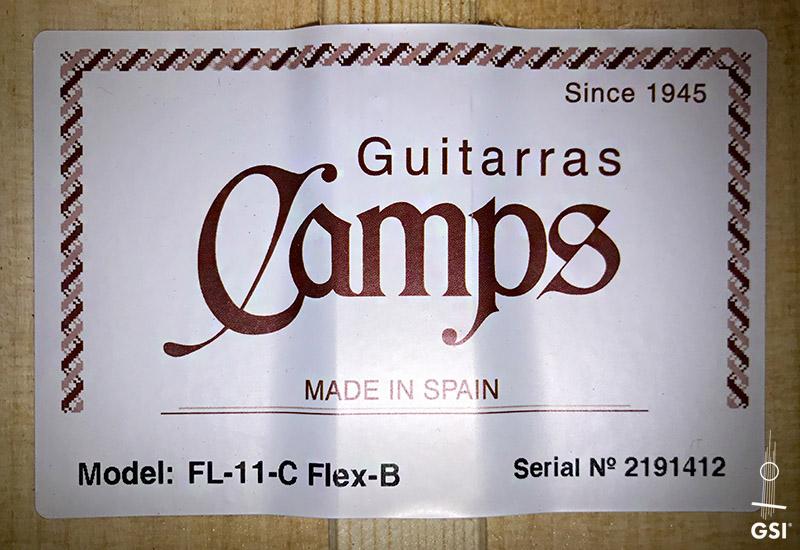 Since 1945
Guitarras
Camps
MADE IN SPAIN
Model: FL-11-C Flex-B
Serial Nº 2191412
GSI